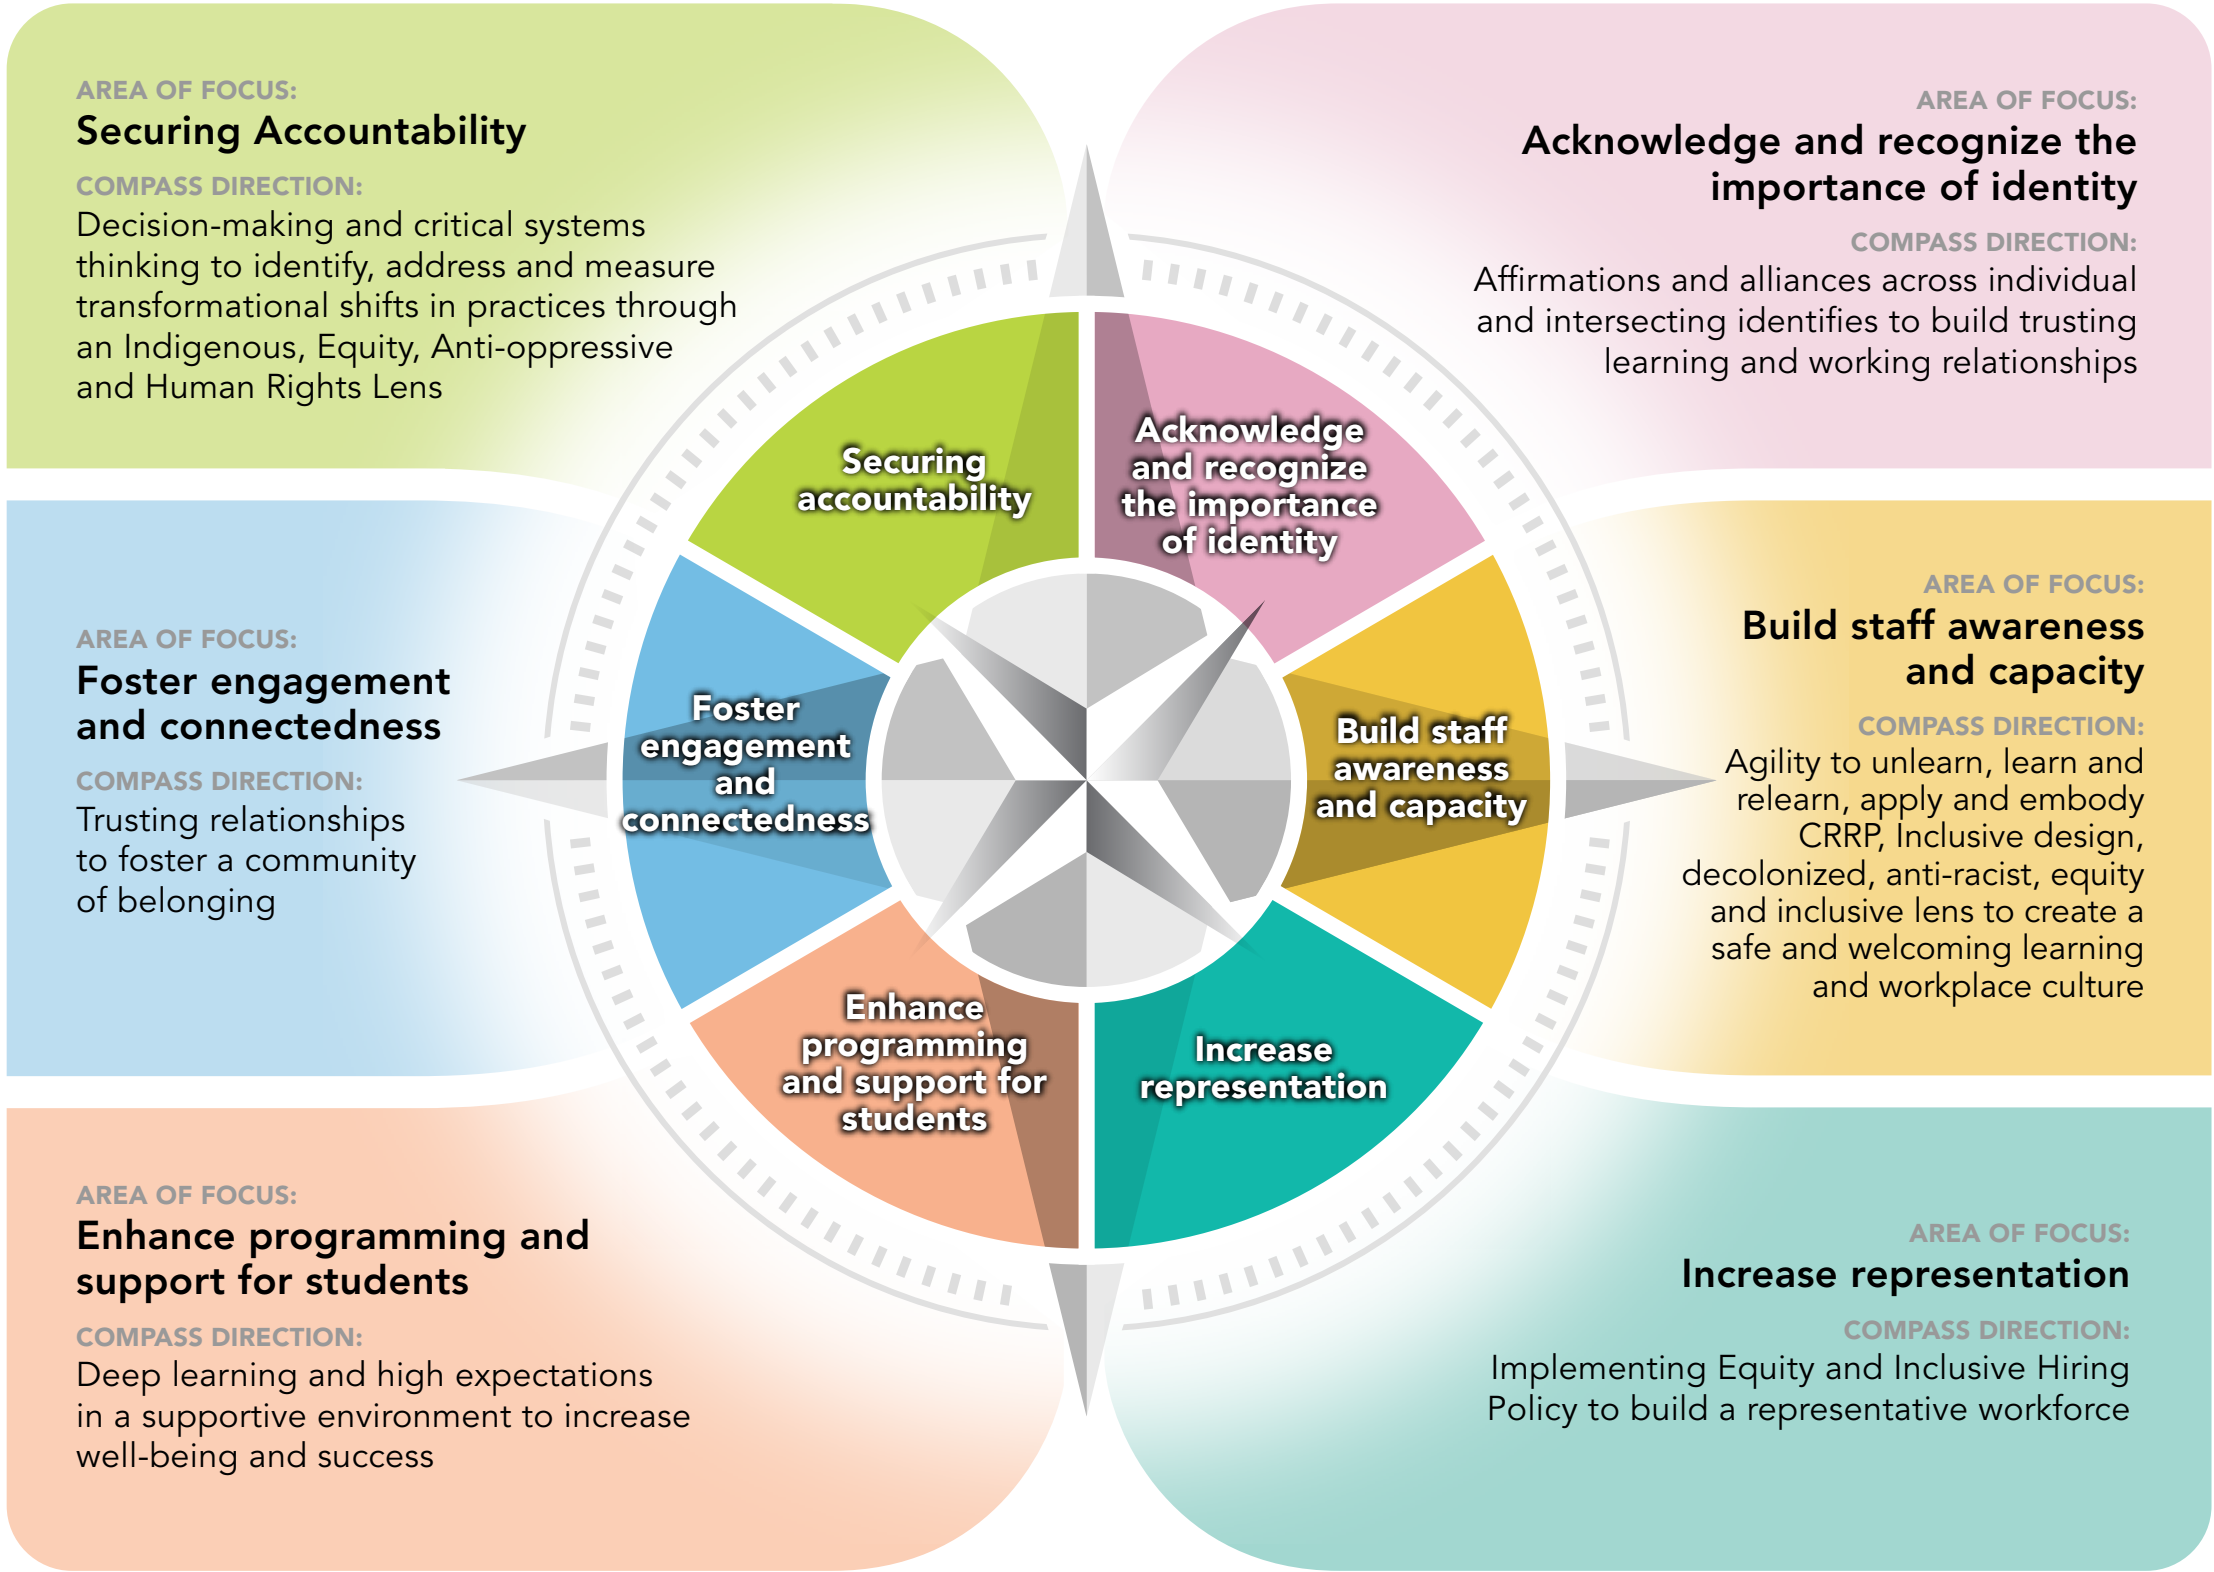 AREA OF FOCUS:
Securing Accountability
COMPASS DIRECTION:
Decision-making and critical systems
thinking to identify, address and measure
transformational shifts in practices through
an Indigenous, Equity, Anti-oppressive
and Human Rights Lens
AREA OF FOCUS:
Acknowledge and recognize the
importance of identity
COMPASS DIRECTION:
Affirmations and alliances across individual
and intersecting identifies to build trusting
learning and working relationships
AREA OF FOCUS:
Foster engagement
and connectedness
COMPASS DIRECTION:
Trusting relationships
to foster a community
of belonging
Securing
accountability
Acknowledge
and recognize
the importance
of identity
Foster
engagement
and
connectedness
Build staff
awareness
and capacity
Enhance
programming
and support for
students
Increase
representation
AREA OF FOCUS:
Build staff awareness
and capacity
COMPASS DIRECTION:
Agility to unlearn, learn and
relearn, apply and embody
CRRP, Inclusive design,
decolonized, anti-racist, equity
and inclusive lens to create a
safe and welcoming learning
and workplace culture
AREA OF FOCUS:
Enhance programming and
support for students
COMPASS DIRECTION:
Deep learning and high expectations
in a supportive environment to increase
well-being and success
AREA OF FOCUS:
Increase representation
COMPASS DIRECTION:
Implementing Equity and Inclusive Hiring
Policy to build a representative workforce